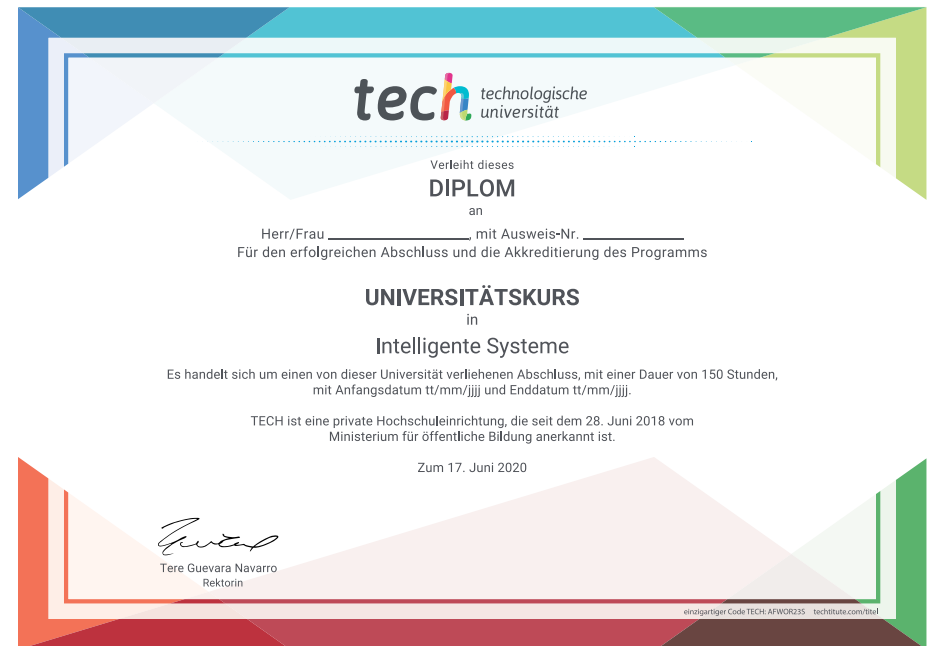 tech technologische
universität
Verleiht dieses
DIPLOM
an
Herr/Frau ____________________, mit Ausweis-Nr. ______________
Für den erfolgreichen Abschluss und die Akkreditierung des Programms
UNIVERSITÄTSKURS
in
Intelligente Systeme
Es handelt sich um einen von dieser Universität verliehenen Abschluss, mit einer Dauer von 150 Stunden,
mit Anfangsdatum tt/mm/jjjj und Enddatum tt/mm/jjjj.
TECH ist eine private Hochschuleinrichtung, die seit dem 28. Juni 2018 vom
Ministerium für öffentliche Bildung anerkannt ist.
Zum 17. Juni 2020
Tere Guevara Navarro
Rektorin
einzigartiger Code TECH: AFWOR23S techtitute.com/titel